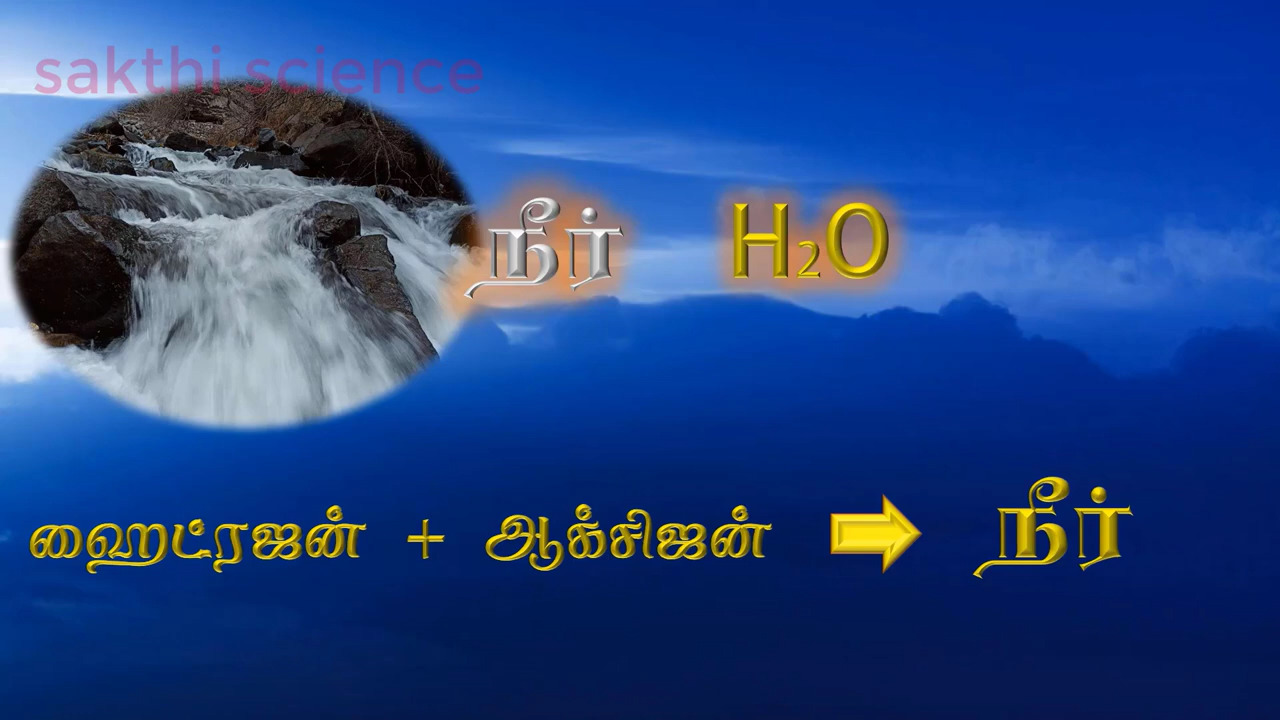 sakthi science
நீர் H₂O
ஹைட்ரஜன் + ஆக்சிஜன் ➡ நீர்